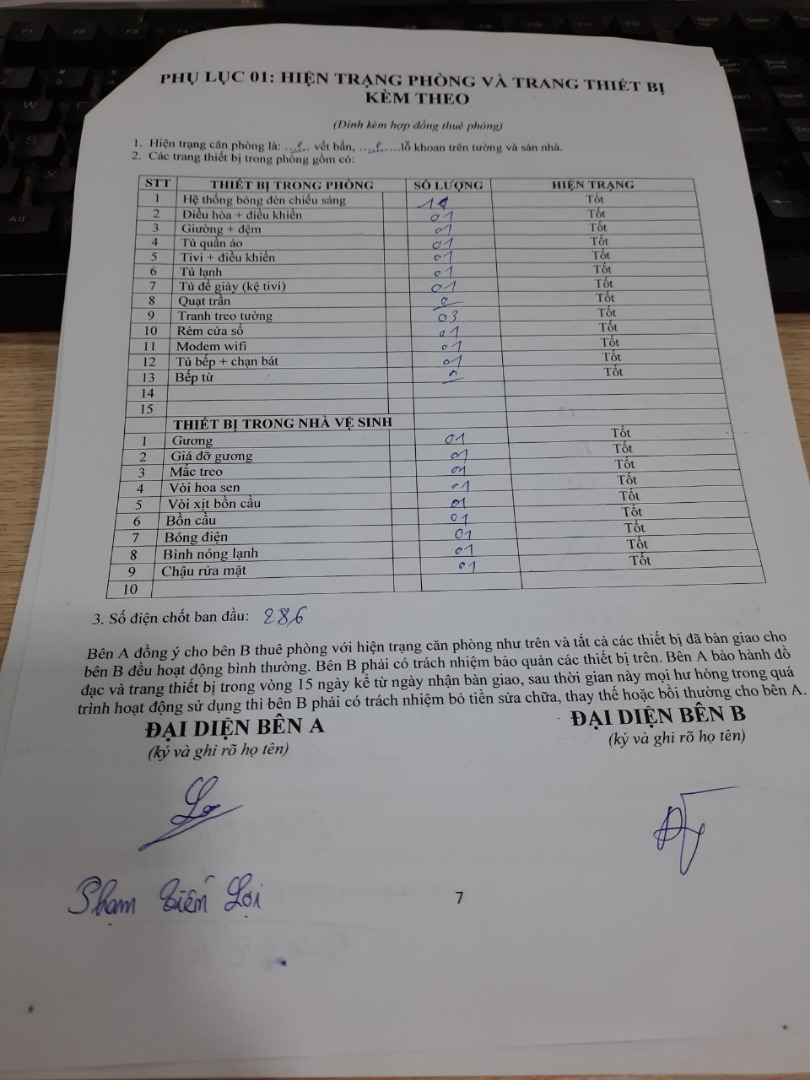 PHỤ LỤC 01: HIỆN TRẠNG PHÒNG VÀ TRANG THIẾT BỊ
KÈM THEO
(Đính kèm hợp đồng thuê phòng)
1. Hiện trạng căn phòng là: ...... vết bẩn, ..........lỗ khoan trên tường và sàn nhà.
2. Các trang thiết bị trong phòng gồm có:
STT THIẾT BỊ TRONG PHÒNG SỐ LƯỢNG HIỆN TRẠNG
1 Hệ thống bóng đèn chiếu sáng Tốt
2 Điều hòa + điều khiển 01 Tốt
3 Giường + đệm 01 Tốt
4 Tủ quần áo 01 Tốt
5 Tivi + điều khiển 01 Tốt
6 Tủ lạnh 01 Tốt
7 Tủ để giày (kệ tivi) 01 Tốt
8 Quạt trần Tốt
9 Tranh treo tường 03 Tốt
10 Rèm cửa sổ 01 Tốt
11 Modem wifi 01 Tốt
12 Tủ bếp + chạn bát 01 Tốt
13 Bếp từ Tốt
14
15
THIẾT BỊ TRONG NHÀ VỆ SINH
1 Gương 01 Tốt
2 Giá đỡ gương 01 Tốt
3 Mắc treo 01 Tốt
4 Vòi hoa sen 01 Tốt
5 Vòi xịt bồn cầu 01 Tốt
6 Bồn cầu 01 Tốt
7 Bóng điện 01 Tốt
8 Bình nóng lạnh 01 Tốt
9 Chậu rửa mặt 01 Tốt
10
3. Số điện chốt ban đầu: 286
Bên A đồng ý cho bên B thuê phòng với hiện trạng căn phòng như trên và tất cả các thiết bị đã bàn giao cho
bên B đều hoạt động bình thường. Bên B phải có trách nhiệm bảo quản các thiết bị trên. Bên A bảo hành đồ
đạc và trang thiết bị trong vòng 15 ngày kể từ ngày nhận bàn giao, sau thời gian này mọi hư hỏng trong quá
trình hoạt động sử dụng thì bên B phải có trách nhiệm bỏ tiền sửa chữa, thay thế hoặc bồi thường cho bên A.
ĐẠI DIỆN BÊN A ĐẠI DIỆN BÊN B
(ký và ghi rõ họ tên) (ký và ghi rõ họ tên)
Phạm Tiến Lợi
7